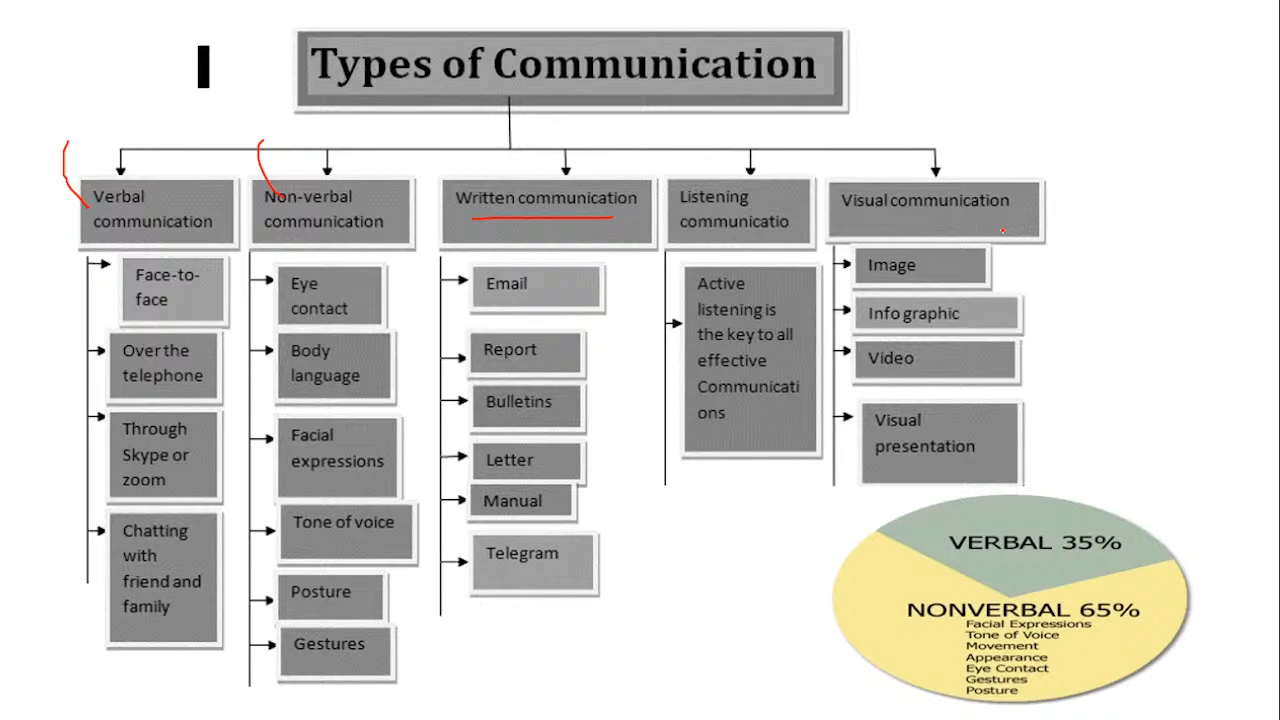 Types of Communication
Verbal
communication
Face-to-
face
Over the
telephone
Through
Skype or
zoom
Chatting
with
friend and
family
Non-verbal
communication
Eye
contact
Body
language
Facial
expressions
Tone of voice
Posture
Gestures
Written communication
Email
Report
Bulletins
Letter
Manual
Telegram
Listening
communicatio
Active
listening is
the key to all
effective
Communicati
ons
Visual communication
Image
Info graphic
Video
Visual
presentation
VERBAL 35%
NONVERBAL 65%
Facial Expressions
Tone of Voice
Movement
Appearance
Eye Contact
Gestures
Posture